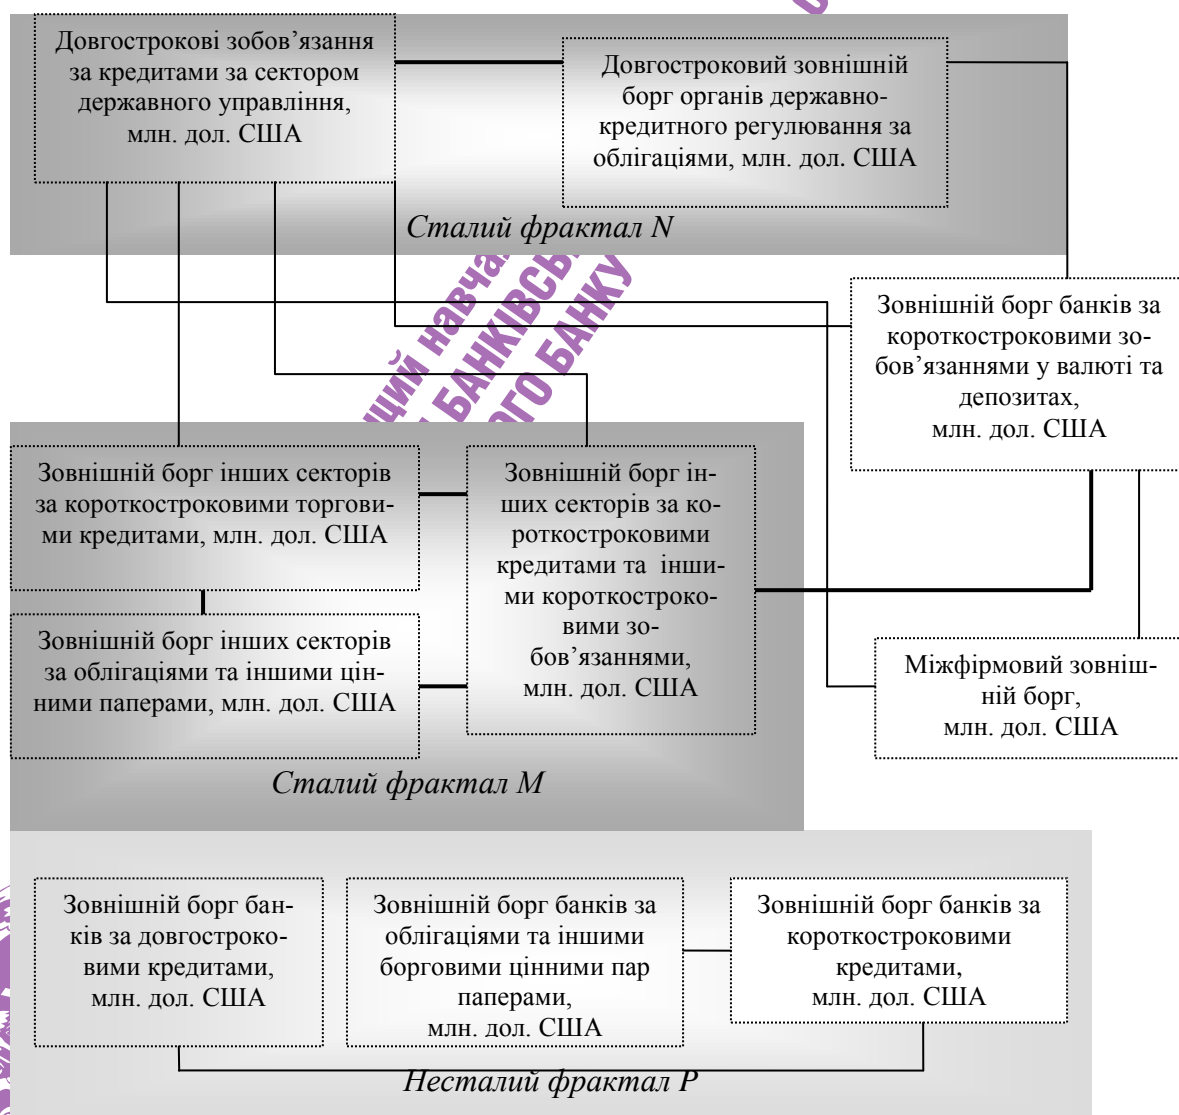 Довгострокові зобов’язання
за кредитами за сектором
державного управління,
млн. дол. США
Довгостроковий зовнішній
борг органів державно-
кредитного регулювання за
облігаціями, млн. дол. США
Сталий фрактал N
Зовнішній борг банків за
короткостроковими зо-
бов’язаннями у валюті та
депозитах,
млн. дол. США
Зовнішній борг інших секторів
за короткостроковими торгови-
ми кредитами, млн. дол. США
Зовнішній борг ін-
ших секторів за ко-
роткостроковими
кредитами та інши-
ми короткостроко-
вими зо-
бов’язаннями,
млн. дол. США
Зовнішній борг інших секторів
за облігаціями та іншими цін-
ними паперами, млн. дол. США
Міжфірмовий зовніш-
ній борг,
млн. дол. США
Сталий фрактал M
Зовнішній борг бан-
ків за довгостроко-
вими кредитами,
млн. дол. США
Зовнішній борг банків за
облігаціями та іншими
борговими цінними пар
паперами,
млн. дол. США
Зовнішній борг банків за
короткостроковими
кредитами,
млн. дол. США
Несталий фрактал P
БАНКУ